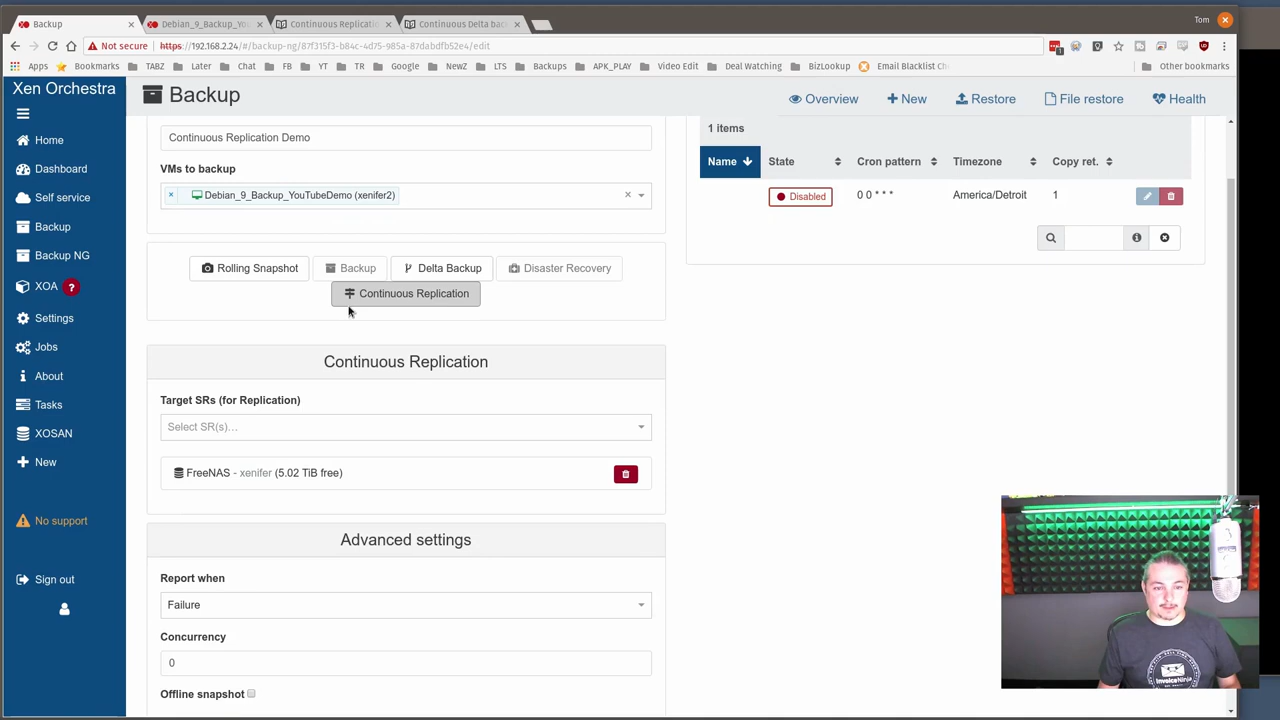 Backup
Debian_9_Backup_You
Continuous Replicatio
Continuous Delta bac
Tom
Not secure
https://192.168.2.24/#/backup-ng/87f315f3-b84c-4d75-985a-87dabdfb52e4/edit
Apps
Bookmarks
TABZ
Later
Chat
FB
YT
TR
Google
NewZ
LTS
Backups
APK_PLAY
Video Edit
Deal Watching
BizLookup
Email Blacklist Ch
Other bookmarks
Xen Orchestra
Home
Dashboard
Self service
Backup
Backup NG
XOA ?
Settings
Jobs
About
Tasks
XOSAN
New
No support
Sign out
Backup
Overview
New
Restore
File restore
Health
Continuous Replication Demo
VMs to backup
× Debian_9_Backup_YouTubeDemo (xenifer2) ×
Rolling Snapshot
Backup
Delta Backup
Disaster Recovery
Continuous Replication
Continuous Replication
Target SRs (for Replication)
Select SR(s)...
FreeNAS - xenifer (5.02 TiB free)
Advanced settings
Report when
Failure
Concurrency
0
Offline snapshot
1 items
Name State Cron pattern Timezone Copy ret.
Disabled 0 0 * * * America/Detroit 1
InvoiceNinja